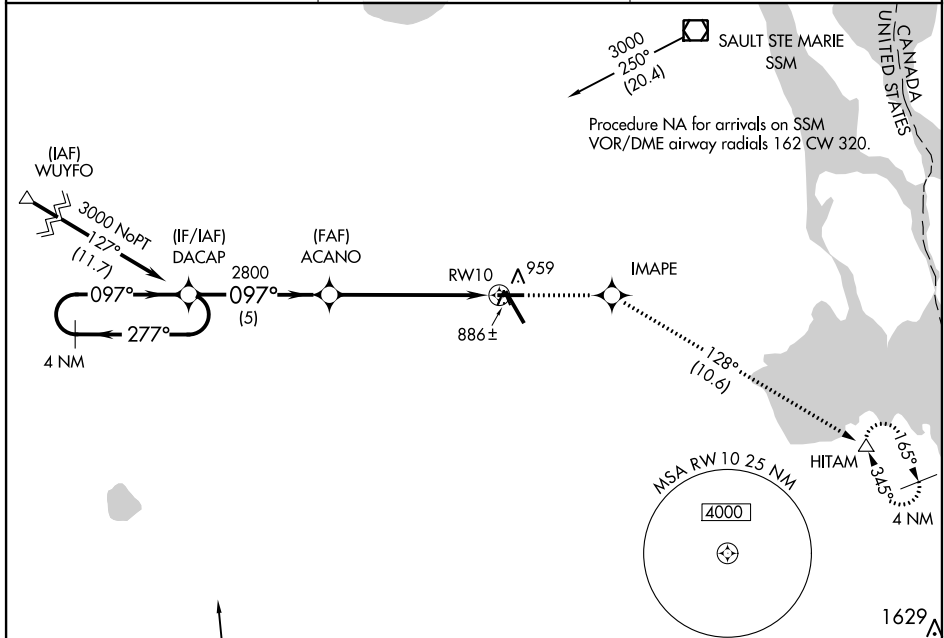 3000
250°
(20.4)
SAULT STE MARIE
SSM
CANADA
UNITED STATES
Procedure NA for arrivals on SSM
VOR/DME airway radials 162 CW 320.
(IAF)
WUYFO
3000 NoPT
127°
(11.7)
(IF/IAF)
DACAP
2800
097°
(5)
(FAF)
ACANO
RW10
959
IMAPE
097°
277°
4 NM
886±
128°
(10.6)
HITAM
165°
345°
4 NM
MSA RW10 25 NM
4000
1629